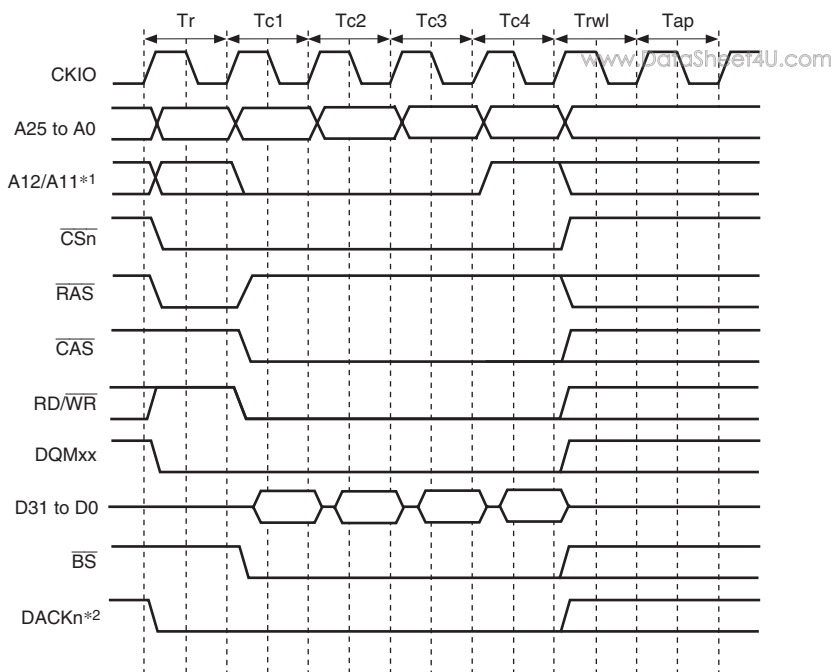 Tr Tc1 Tc2 Tc3 Tc4 Trwl Tap
www.DataSheet4U.com
CKIO
A25 to A0
A12/A11*1
CSn
RAS
CAS
RD/WR
DQMxx
D31 to D0
BS
DACKn*2